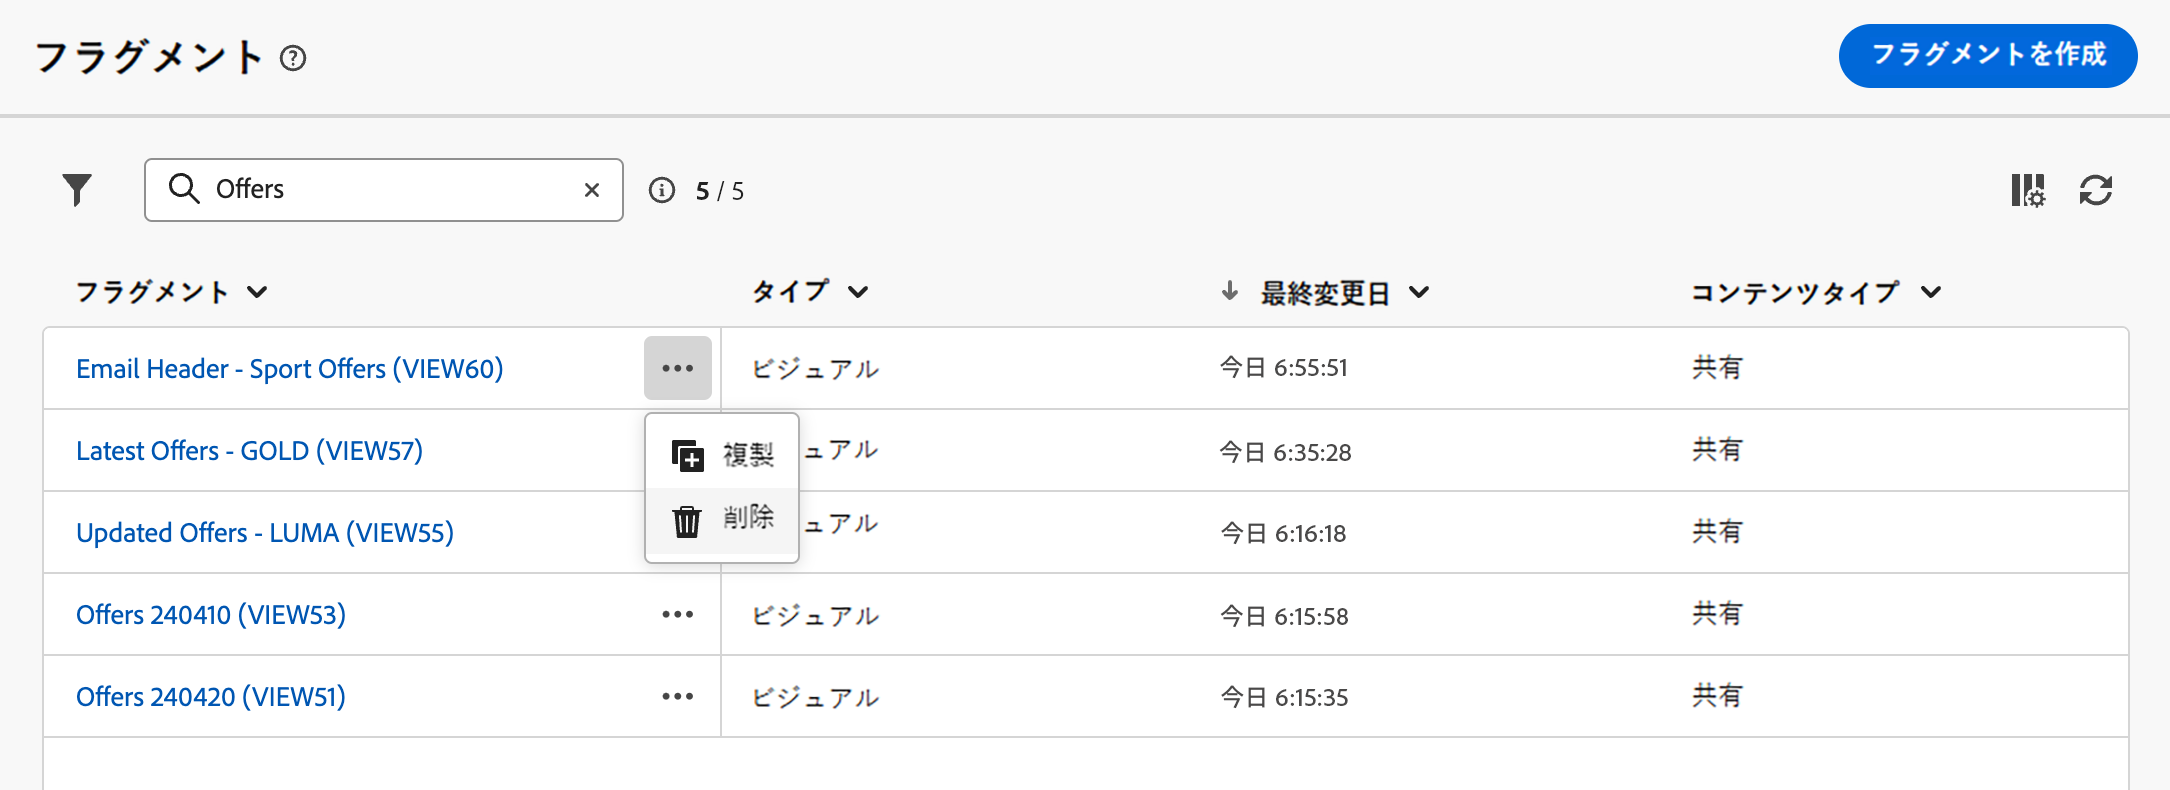 フラグメント
フラグメントを作成
Offers
5 / 5
フラグメント タイプ 最終変更日 コンテンツタイプ
Email Header - Sport Offers (VIEW60) ビジュアル 今日 6:55:51 共有
Latest Offers - GOLD (VIEW57) ュアル 今日 6:35:28 共有
複製
削除
Updated Offers - LUMA (VIEW55) ュアル 今日 6:16:18 共有
Offers 240410 (VIEW53) ビジュアル 今日 6:15:58 共有
Offers 240420 (VIEW51) ビジュアル 今日 6:15:35 共有